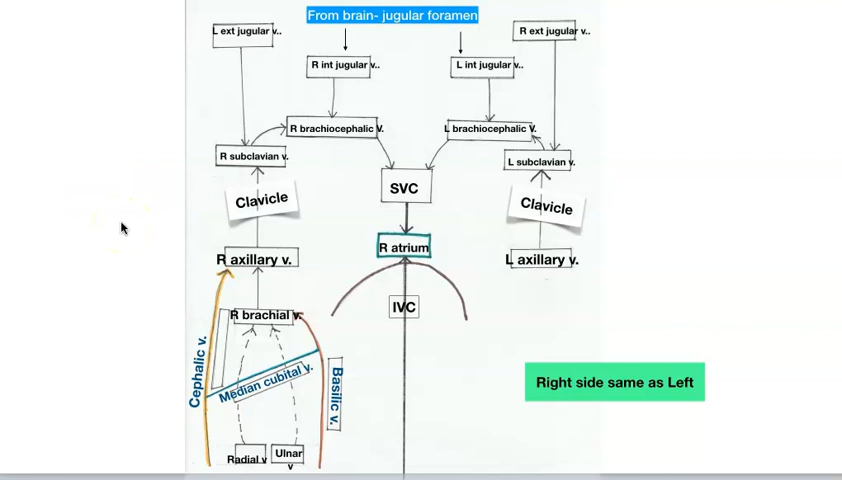 From brain- jugular foramen
L ext jugular v..
R ext jugular v..
R int jugular v..
L int jugular v..
R brachiocephalic V.
L brachiocephalic V.
R subclavian v.
L subclavian v.
SVC
Clavicle
Clavicle
R atrium
R axillary v.
L axillary v.
IVC
R brachial v.
Cephalic v.
Median cubital v.
Basilic v.
Right side same as Left
Radial v
Ulnar
v